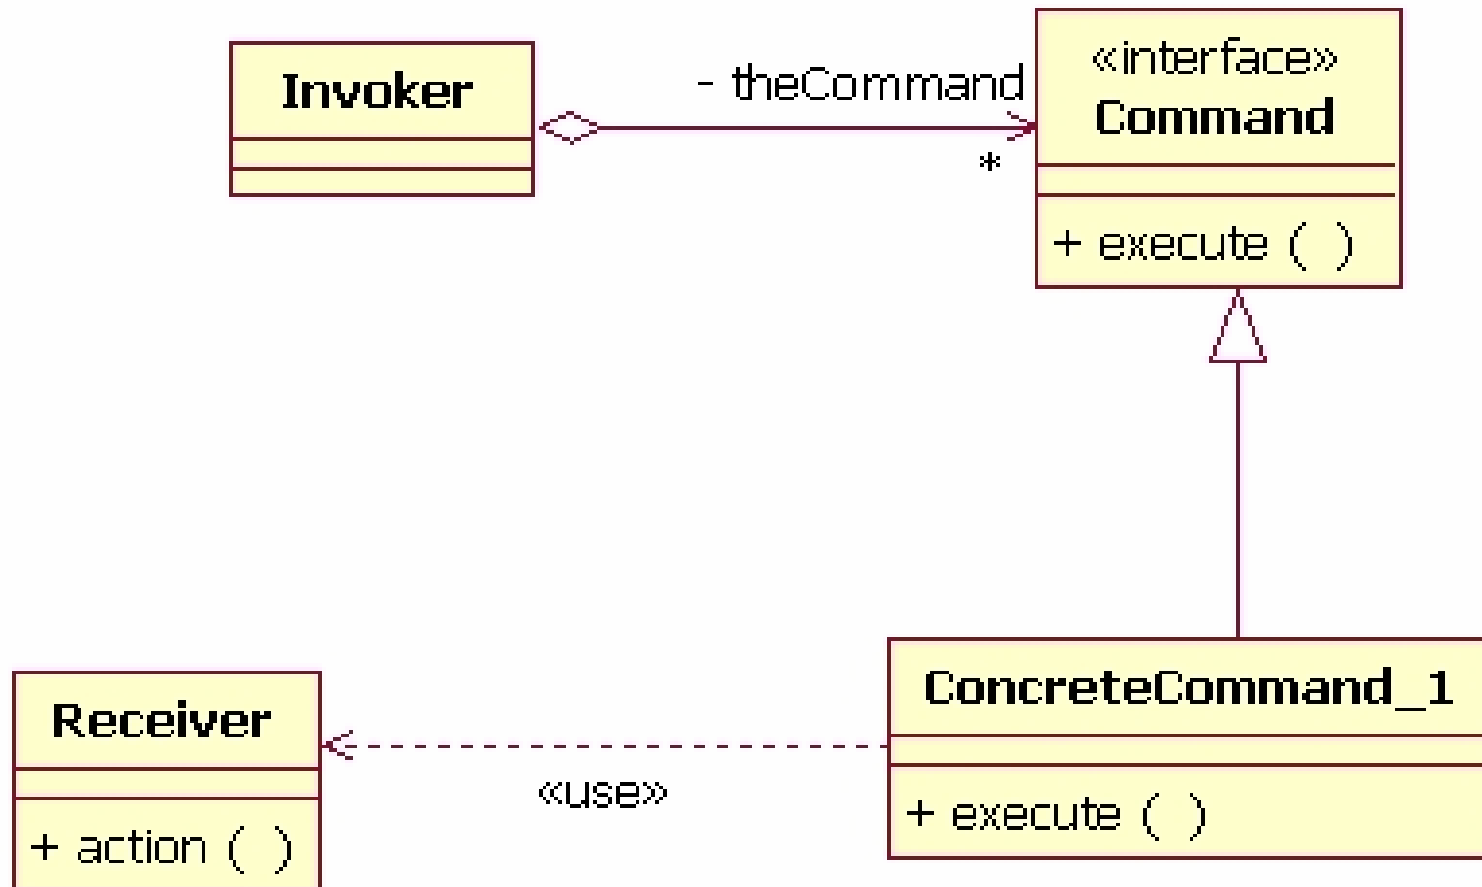 Invoker
- theCommand
*
«interface»
Command
+ execute ( )
Receiver
+ action ( )
«use»
ConcreteCommand_1
+ execute ( )